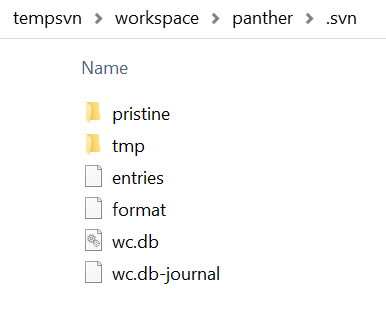 tempsvn > workspace > panther > .svn
Name
pristine
tmp
entries
format
wc.db
wc.db-journal